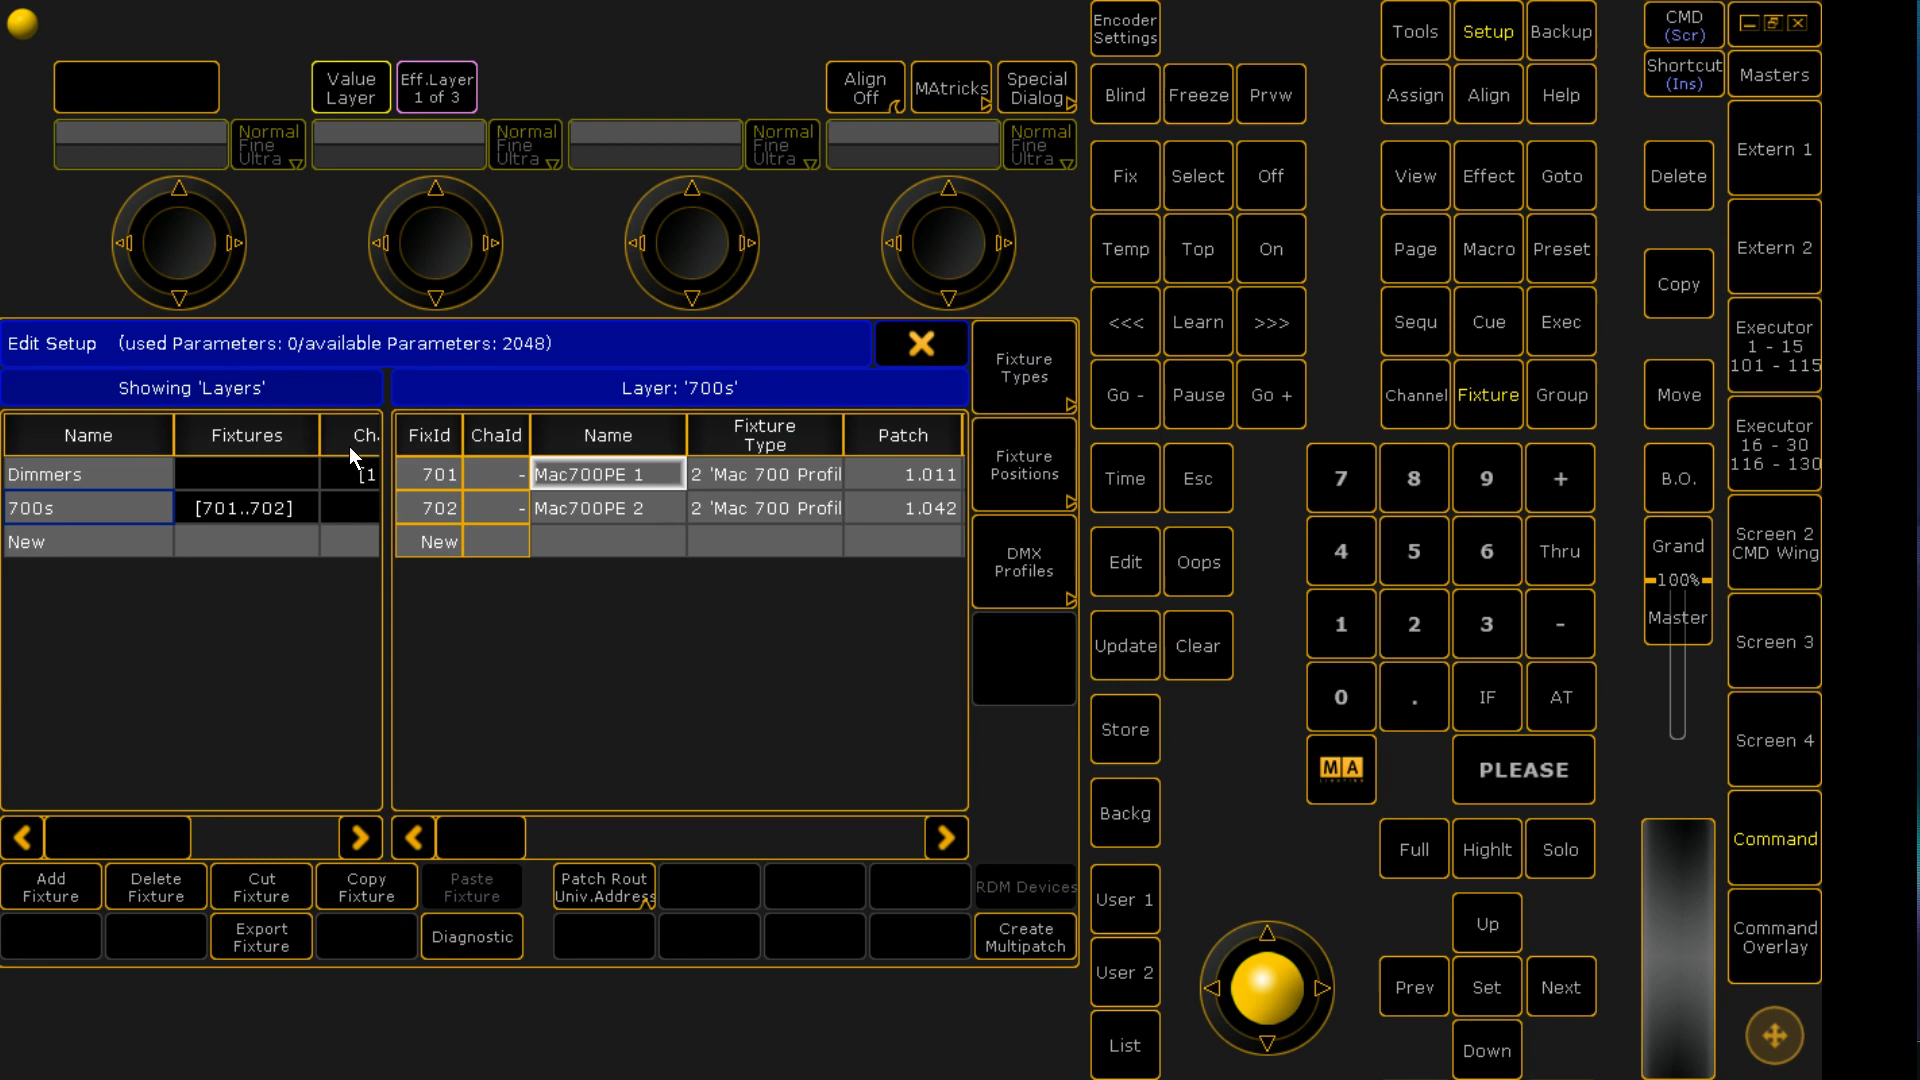 Encoder
Settings
Tools
Setup
Backup
CMD
(Scr)
Value
Layer
Eff.Layer
1 of 3
Align
Off
MAtricks
Special
Dialog
Blind
Freeze
Prvw
Assign
Align
Help
Shortcut
(Ins)
Masters
Normal
Fine
Ultra
Normal
Fine
Ultra
Normal
Fine
Ultra
Normal
Fine
Ultra
Extern 1
Fix
Select
Off
View
Effect
Goto
Delete
Temp
Top
On
Page
Macro
Preset
Extern 2
Copy
<<<
Learn
>>>
Sequ
Cue
Exec
Executor
1 - 15
101 - 115
Edit Setup (used Parameters: 0/available Parameters: 2048)
Fixture
Types
Showing 'Layers'
Layer: '700s'
Go -
Pause
Go +
Channel
Fixture
Group
Move
Name
Fixtures
Ch
FixId
ChaId
Name
Fixture
Type
Patch
Executor
16 - 30
116 - 130
Dimmers
[1
701
-
Mac700PE 1
2 'Mac 700 Profil
1.011
700s
[701..702]
702
-
Mac700PE 2
2 'Mac 700 Profil
1.042
New
New
Fixture
Positions
DMX
Profiles
Time
Esc
7
8
9
+
B.O.
Edit
Oops
4
5
6
Thru
Grand
100%
Master
Screen 2
CMD Wing
Update
Clear
1
2
3
-
Screen 3
Store
0
.
IF
AT
Screen 4
MA
PLEASE
Backg
Full
Highlt
Solo
Command
Add
Fixture
Delete
Fixture
Cut
Fixture
Copy
Fixture
Paste
Fixture
Patch Rout
Univ.Address
RDM Devices
User 1
Up
Export
Fixture
Diagnostic
Create
Multipatch
Command
Overlay
User 2
Prev
Set
Next
List
Down